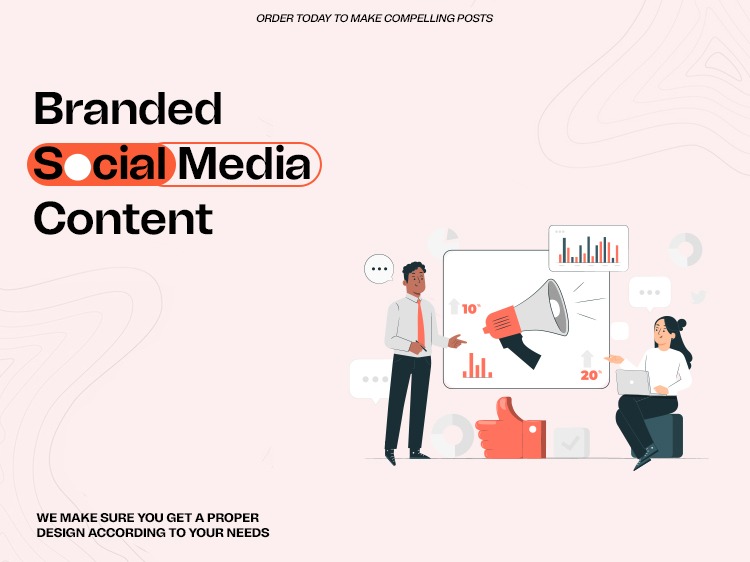 ORDER TODAY TO MAKE COMPELLING POSTS
Branded
Social Media
Content
10%
20%
WE MAKE SURE YOU GET A PROPER
DESIGN ACCORDING TO YOUR NEEDS